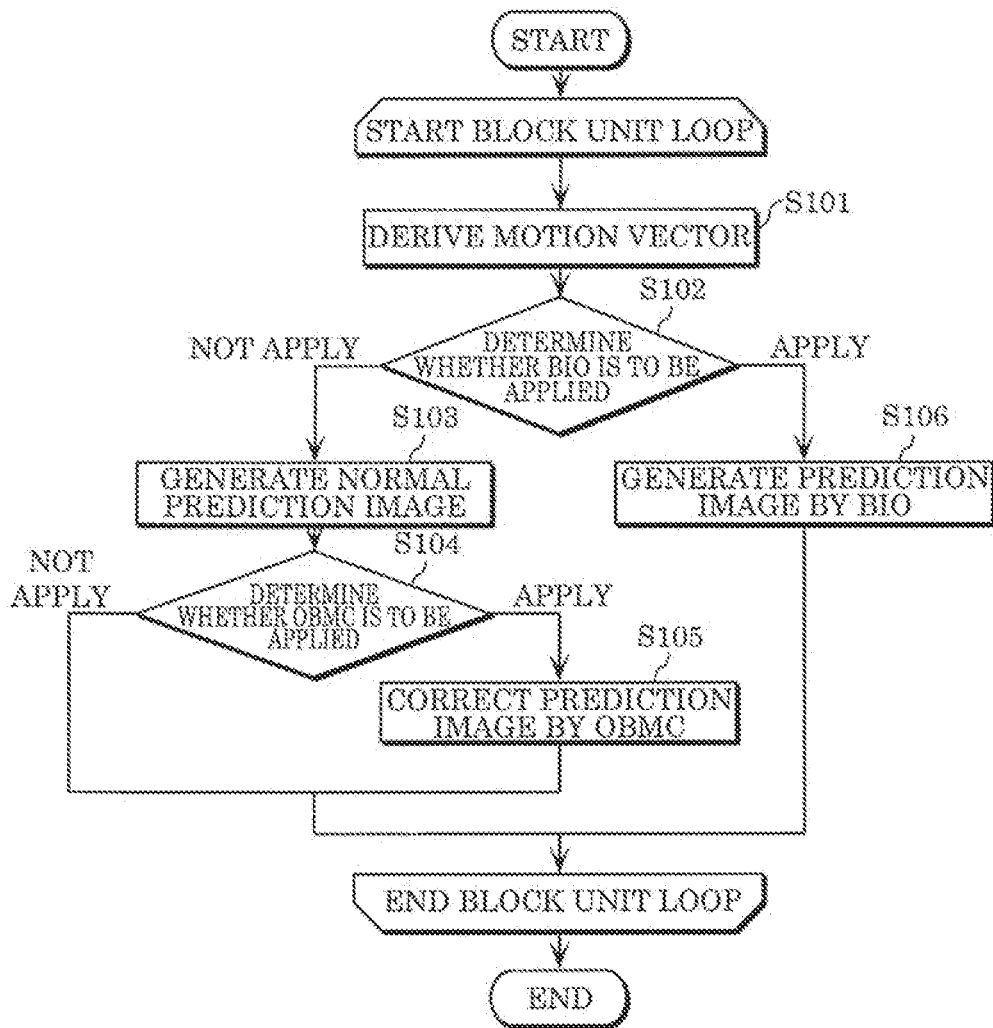 START
START BLOCK UNIT LOOP
S101
DERIVE MOTION VECTOR
S102
DETERMINE
WHETHER BIO IS TO BE
APPLIED
NOT APPLY
APPLY
S103
GENERATE NORMAL
PREDICTION IMAGE
S106
GENERATE PREDICTION
IMAGE BY BIO
S104
NOT
APPLY
DETERMINE
WHETHER OBMC IS TO BE
APPLIED
APPLY
S105
CORRECT PREDICTION
IMAGE BY OBMC
END BLOCK UNIT LOOP
END